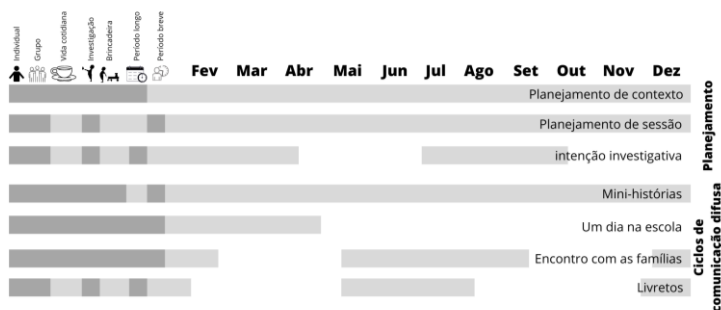 Individual
Grupo
Vida cotidiana
Investigação
Brincadeira
Período longo
Período breve
Fev Mar Abr Mai Jun Jul Ago Set Out Nov Dez
Planejamento de contexto
Planejamento de sessão
intenção investigativa
Planejamento
Mini-histórias
Um dia na escola
Encontro com as famílias
Livretos
Ciclos de
comunicação difusa